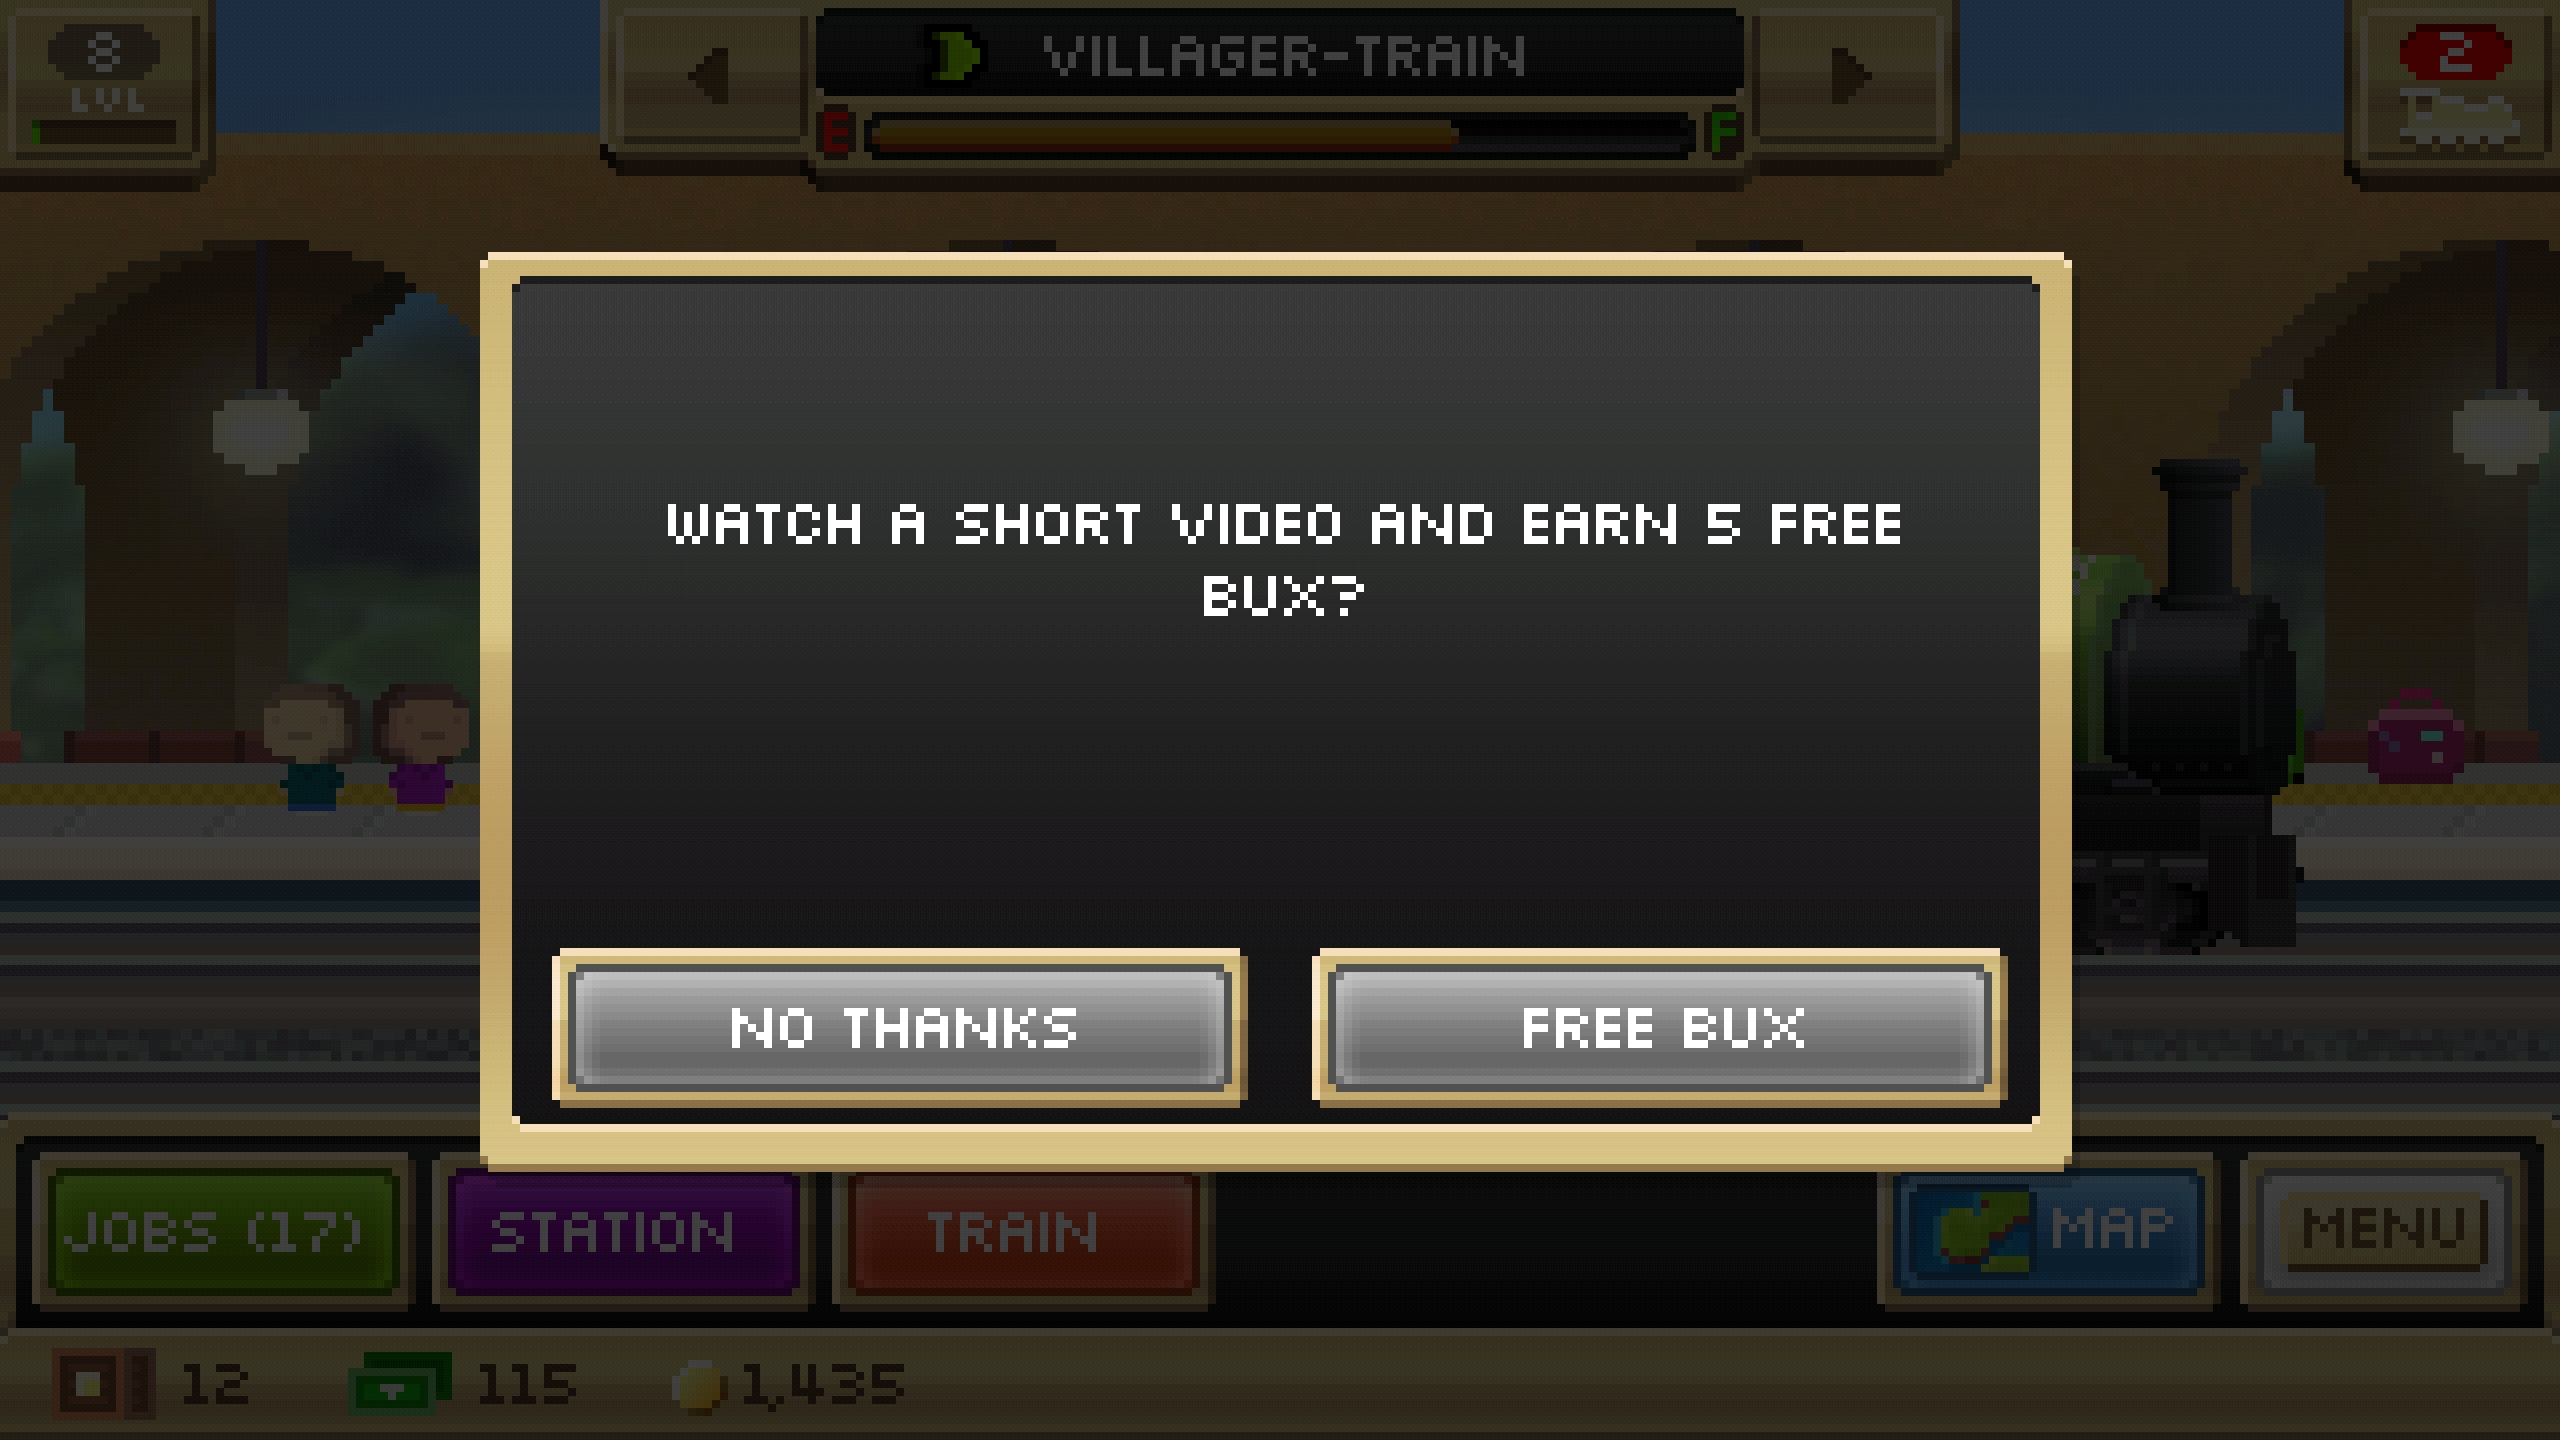 8
LVL
VILLAGER-TRAIN
E
F
2
WATCH A SHORT VIDEO AND EARN 5 FREE
BUX?
NO THANKS
FREE BUX
JOBS (17)
STATION
TRAIN
MAP
MENU
12
115
1,435